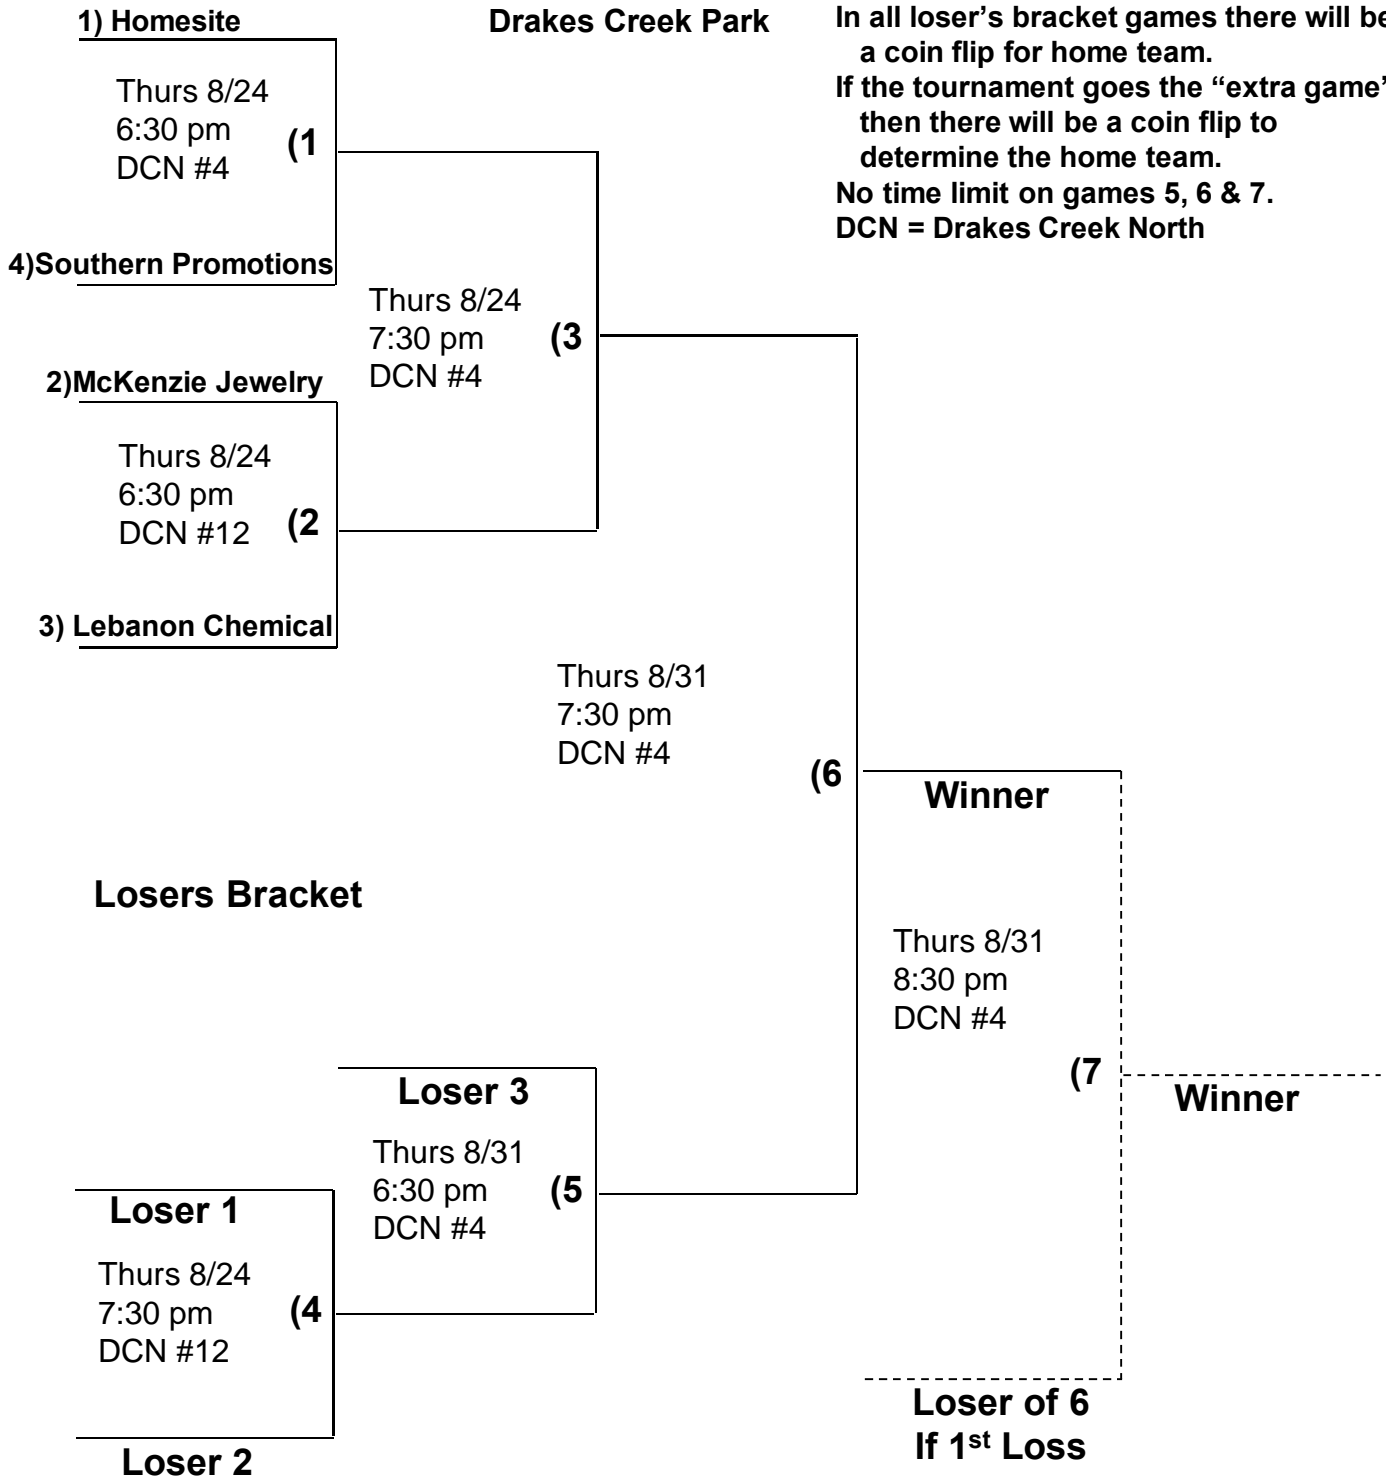 1) Homesite
Drakes Creek Park
In all loser’s bracket games there will be
a coin flip for home team.
If the tournament goes the “extra game”
then there will be a coin flip to
determine the home team.
No time limit on games 5, 6 & 7.
DCN = Drakes Creek North
Thurs 8/24
6:30 pm
DCN #4
(1
4)Southern Promotions
Thurs 8/24
7:30 pm
DCN #4
(3
2)McKenzie Jewelry
Thurs 8/24
6:30 pm
DCN #12
(2
3) Lebanon Chemical
Thurs 8/31
7:30 pm
DCN #4
(6
Winner
Losers Bracket
Thurs 8/31
8:30 pm
DCN #4
(7
Winner
Loser 3
Thurs 8/31
6:30 pm
DCN #4
(5
Loser 1
Thurs 8/24
7:30 pm
DCN #12
(4
Loser 2
Loser of 6
If 1st Loss